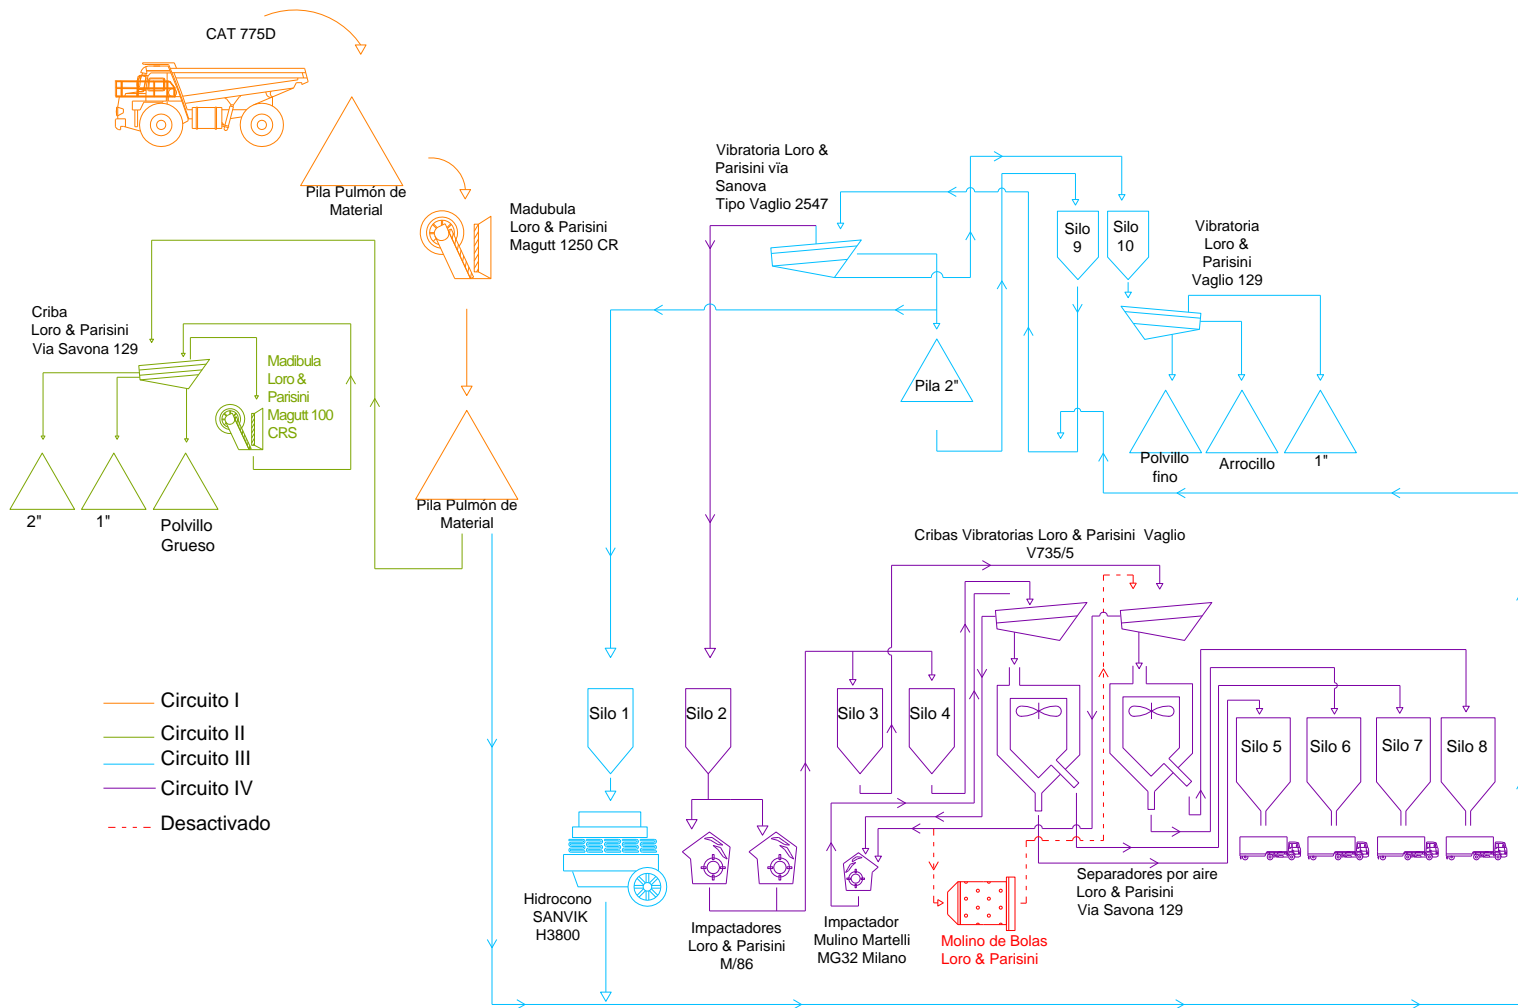 CAT 775D
Pila Pulmón de
Material
Madubula
Loro & Parisini
Magutt 1250 CR
Vibratoria Loro &
Parisini vïa
Sanova
Tipo Vaglio 2547
Silo
9
Silo
10
Vibratoria
Loro &
Parisini
Vaglio 129
Criba
Loro & Parisini
Via Savona 129
Madibula
Loro &
Parisini
Magutt 100
CRS
Pila 2"
Polvillo
fino
Arrocillo
1"
2"
1"
Polvillo
Grueso
Pila Pulmón de
Material
Cribas Vibratorias Loro & Parisini Vaglio
V735/5
Circuito I
Circuito II
Circuito III
Circuito IV
Desactivado
Silo 1
Silo 2
Silo 3
Silo 4
Silo 5
Silo 6
Silo 7
Silo 8
Hidrocono
SANVIK
H3800
Impactadores
Loro & Parisini
M/86
Impactador
Mulino Martelli
MG32 Milano
Molino de Bolas
Loro & Parisini
Separadores por aire
Loro & Parisini
Via Savona 129